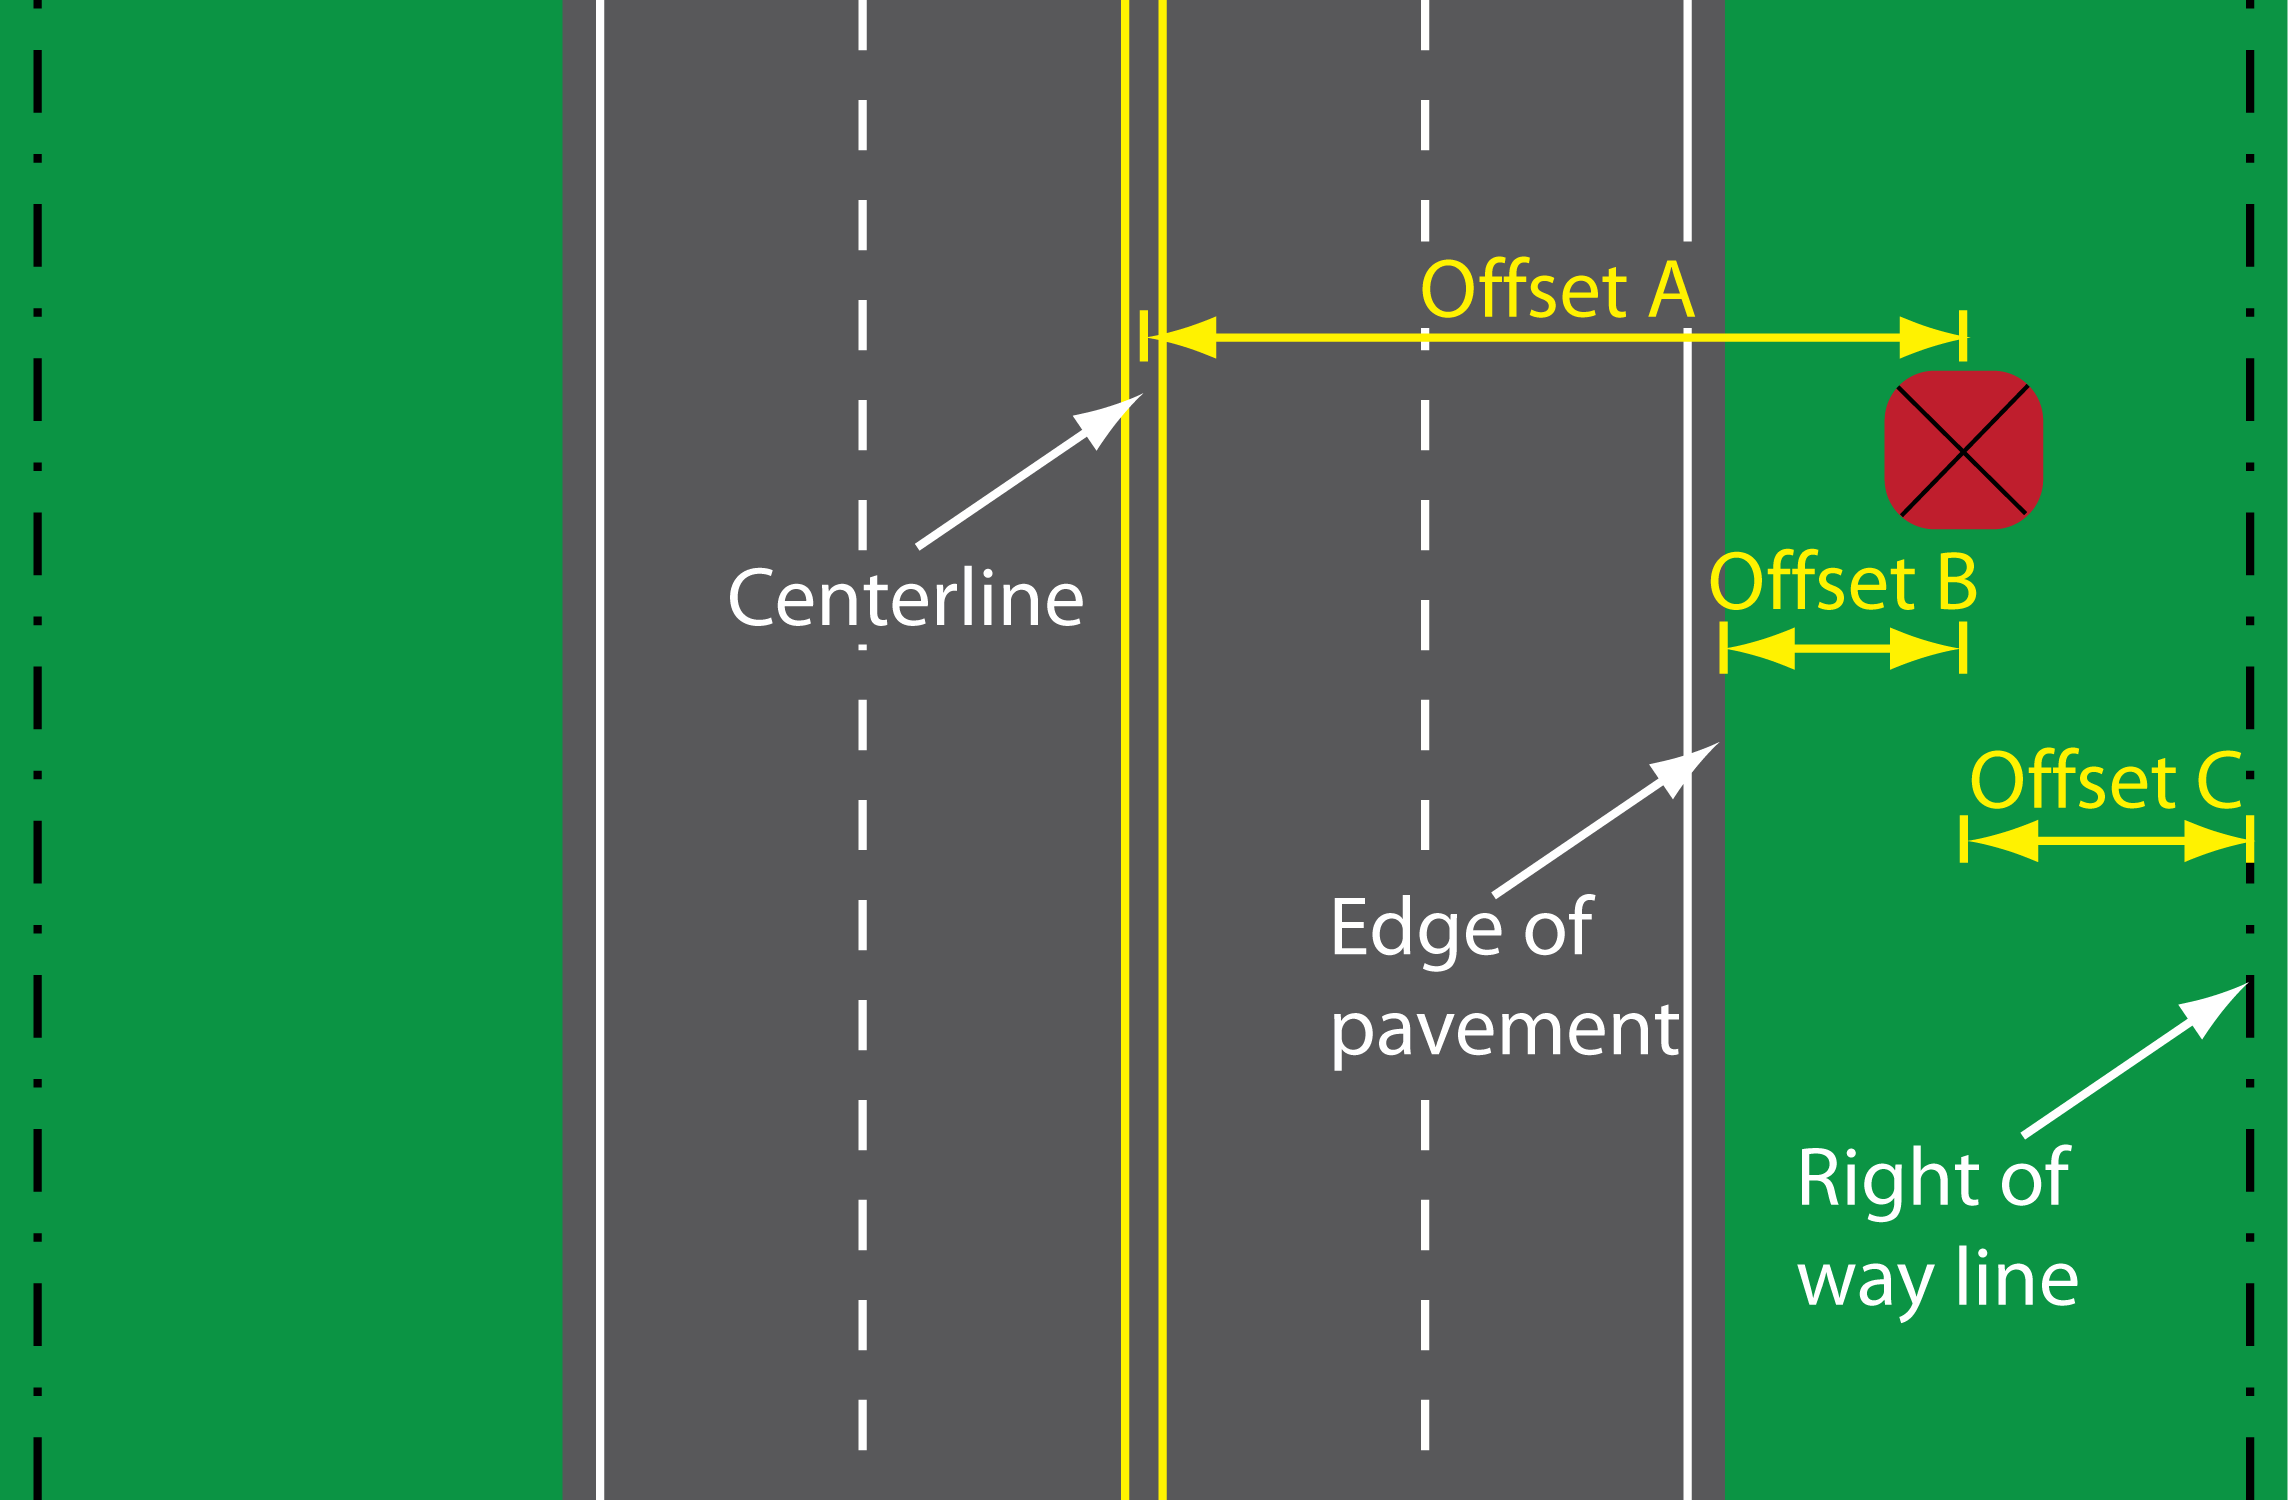 Offset A
Centerline
Offset B
Offset C
Edge of
pavement
Right of
way line